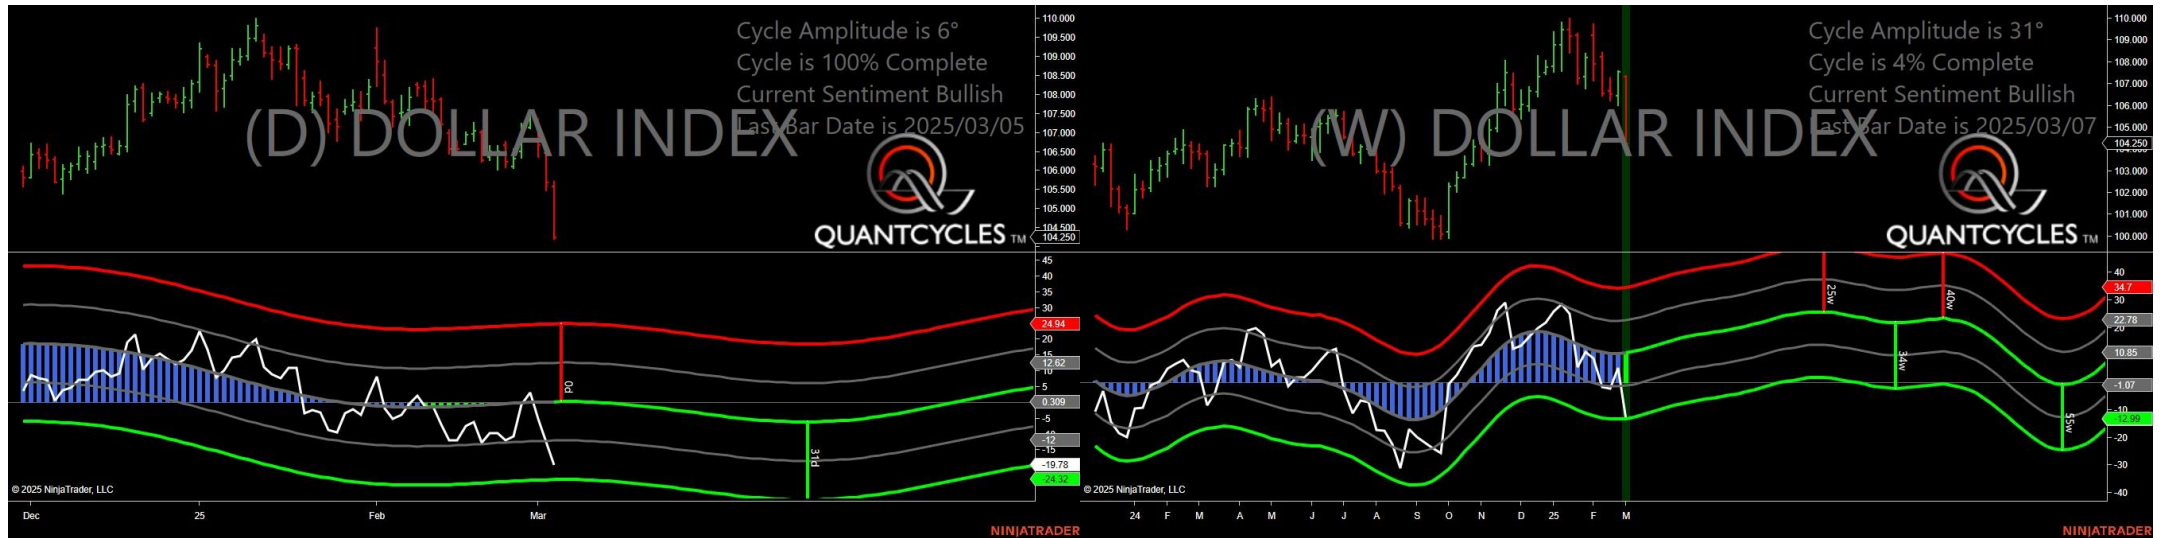 Cycle Amplitude is 6°
Cycle is 100% Complete
Current Sentiment Bullish
Last Bar Date is 2025/03/05
(D) DOLLAR INDEX
QUANTCYCLES TM
110.000
109.500
109.000
108.500
108.000
107.500
107.000
106.500
106.000
105.500
105.000
104.500
104.250
45
40
35
30
24.94
20
15
12.62
10
5
0.309
-5
-12
-15
-19.78
-24.32
0d
31d
© 2025 NinjaTrader, LLC
Dec
25
Feb
Mar
NINJATRADER
Cycle Amplitude is 31°
Cycle is 4% Complete
Current Sentiment Bullish
Last Bar Date is 2025/03/07
(W) DOLLAR INDEX
QUANTCYCLES TM
110.000
109.000
108.000
107.000
106.000
105.000
104.250
103.000
102.000
101.000
100.000
40
34.7
30
22.78
20
10.85
-1.07
-10
-12.99
-20
-30
-40
25w
40w
34w
55w
© 2025 NinjaTrader, LLC
24
F
M
A
M
J
J
A
S
O
N
D
25
F
M
NINJATRADER